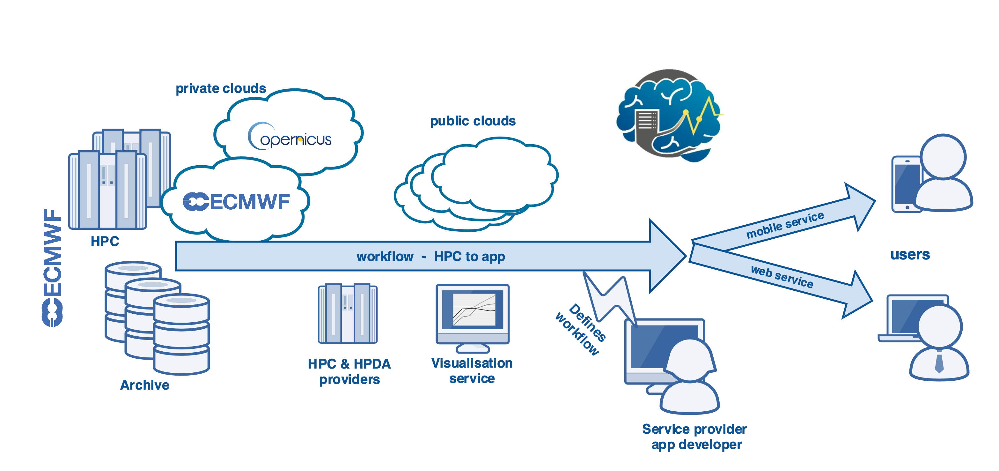 private clouds
Copernicus
public clouds
ECMWF
ECMWF
HPC
workflow - HPC to app
mobile service
users
web service
Archive
HPC & HPDA
providers
Visualisation
service
Defines
workflow
Service provider
app developer